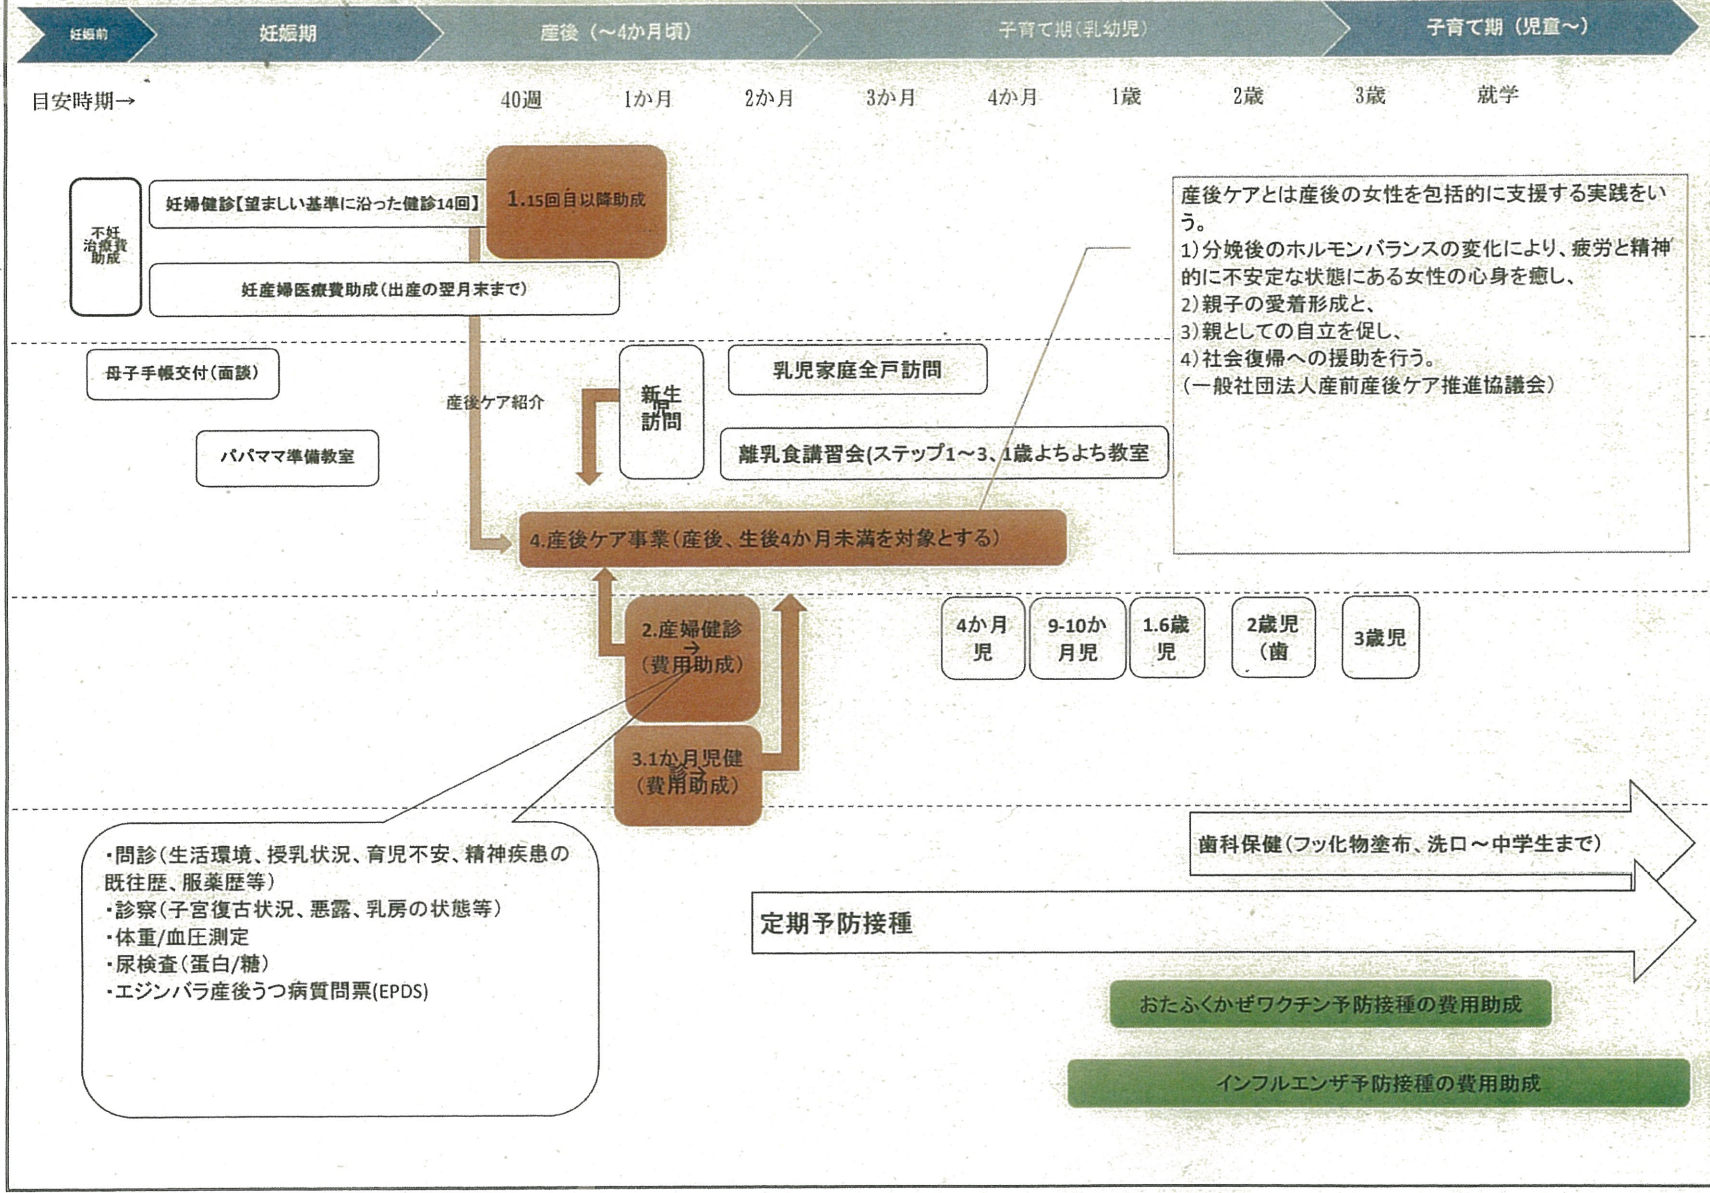 妊娠前
妊娠期
産後（～4か月頃）
子育て期(乳幼児)
子育て期（児童～）
目安時期→
40週
1か月
2か月
3か月
4か月
1歳
2歳
3歳
就学
不妊
治療費
助成
妊婦健診【望ましい基準に沿った健診14回】
1.15回目以降助成
妊産婦医療費助成(出産の翌月末まで)
産後ケアとは産後の女性を包括的に支援する実践をい
う。
1)分娩後のホルモンバランスの変化により、疲労と精神
的に不安定な状態にある女性の心身を癒し、
2)親子の愛着形成と、
3)親としての自立を促し、
4)社会復帰への援助を行う。
(一般社団法人産前産後ケア推進協議会)
母子手帳交付(面談)
産後ケア紹介
新生
児
訪問
乳児家庭全戸訪問
パパママ準備教室
離乳食講習会(ステップ1～3、1歳よちよち教室
4.産後ケア事業(産後、生後4か月未満を対象とする)
2.産婦健診
→
(費用助成)
3.1か月児健
診→
(費用助成)
4か月
児
9-10か
月児
1.6歳
児
2歳児
(歯
3歳児
・問診(生活環境、授乳状況、育児不安、精神疾患の
既往歴、服薬歴等)
・診察(子宮復古状況、悪露、乳房の状態等)
・体重/血圧測定
・尿検査(蛋白/糖)
・エジンバラ産後うつ病質問票(EPDS)
歯科保健(フッ化物塗布、洗口～中学生まで)
定期予防接種
おたふくかぜワクチン予防接種の費用助成
インフルエンザ予防接種の費用助成